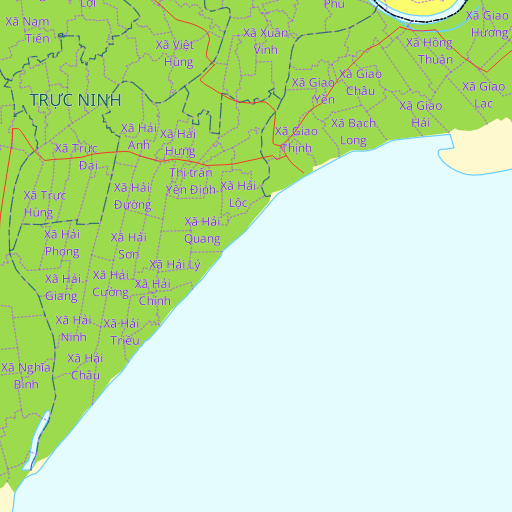 Lợi
Phú
Xã Nam
Tiến
Xã Giao
Hương
Xã Xuân
Vinh
Xã Việt
Hùng
Xã Hồng
Thuận
Xã Giao
Châu
Xã Giao
Yến
Xã Giao
Lạc
TRỰC NINH
Xã Giao
Hải
Xã Bạch
Long
Xã Hải
Anh
Xã Hải
Hưng
Xã Giao
Thịnh
Xã Trực
Đại
Thị trấn
Yên Định
Xã Hải
Đường
Xã Hải
Lộc
Xã Trực
Hùng
Xã Hải
Quang
Xã Hải
Phong
Xã Hải
Sơn
Xã Hải Lý
Xã Hải
Giang
Xã Hải
Cường
Xã Hải
Chính
Xã Hải
Ninh
Xã Hải
Triều
Xã Hải
Châu
Xã Nghĩa
Bình